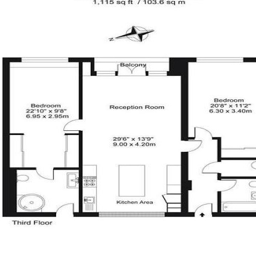 1,115 sq ft / 103.6 sq m
Balcony
Bedroom
22'10" x 9'8"
6.95 x 2.95m
Reception Room
29'6" x 13'9"
9.00 x 4.20m
Bedroom
20'8" x 11'2"
6.30 x 3.40m
Kitchen Area
Third Floor